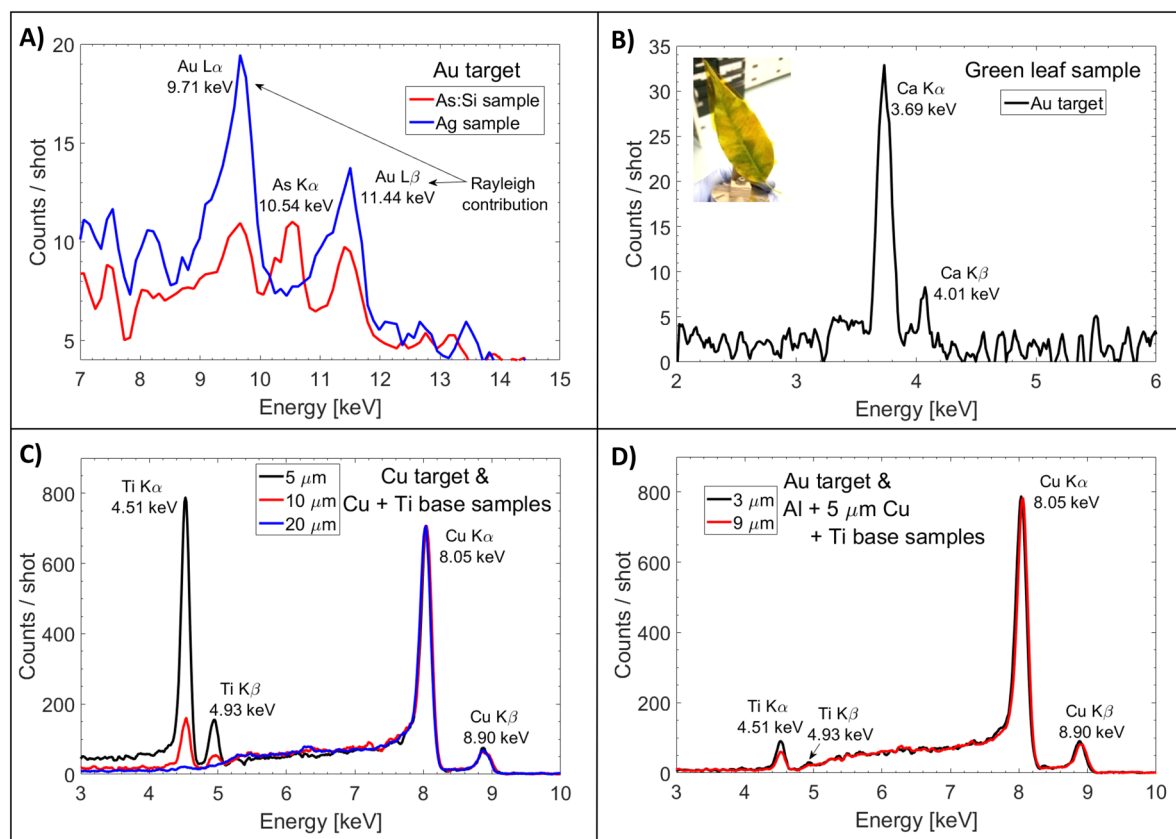 A)
Au Lα
9.71 keV
Au target
As:Si sample
Ag sample
As Kα
10.54 keV
Au Lβ
11.44 keV
Rayleigh
contribution
Counts / shot
20
15
10
5
7 8 9 10 11 12 13 14 15
Energy [keV]
B)
Green leaf sample
Au target
Ca Kα
3.69 keV
Ca Kβ
4.01 keV
Counts / shot
35
30
25
20
15
10
5
0
2 3 4 5 6
Energy [keV]
C)
Ti Kα
4.51 keV
5 μm
10 μm
20 μm
Cu target &
Cu + Ti base samples
Cu Kα
8.05 keV
Ti Kβ
4.93 keV
Cu Kβ
8.90 keV
Counts / shot
800
600
400
200
0
3 4 5 6 7 8 9 10
Energy [keV]
D)
3 μm
9 μm
Au target &
Al + 5 μm Cu
+ Ti base samples
Cu Kα
8.05 keV
Ti Kα
4.51 keV
Ti Kβ
4.93 keV
Cu Kβ
8.90 keV
Counts / shot
800
600
400
200
0
3 4 5 6 7 8 9 10
Energy [keV]